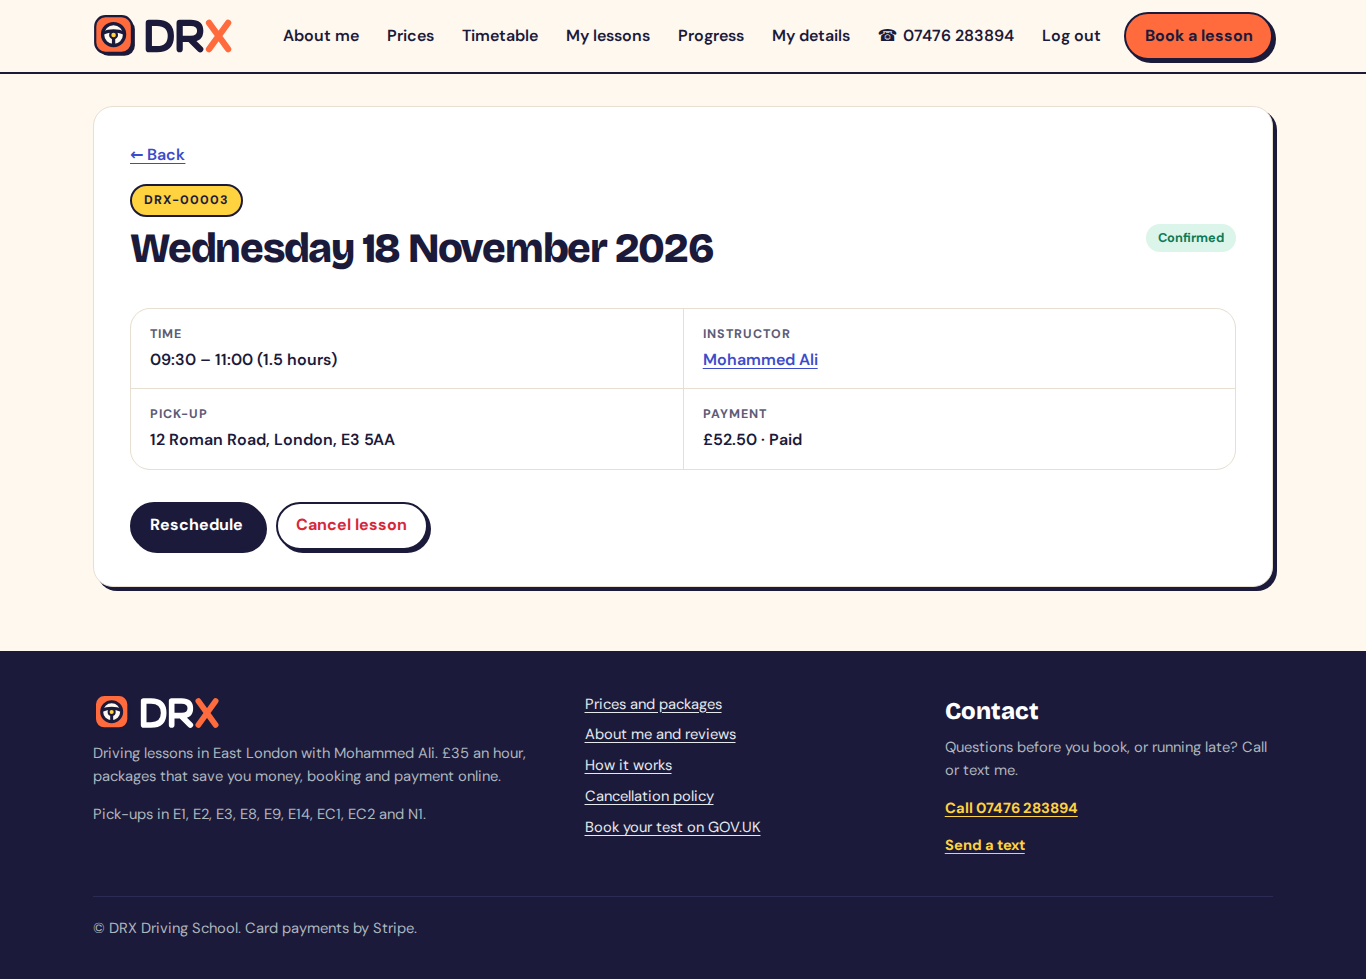 DRX
About me
Prices
Timetable
My lessons
Progress
My details
☎ 07476 283894
Log out
Book a lesson
← Back
DRX-00003
Wednesday 18 November 2026
Confirmed
TIME
09:30 – 11:00 (1.5 hours)
INSTRUCTOR
Mohammed Ali
PICK-UP
12 Roman Road, London, E3 5AA
PAYMENT
£52.50 · Paid
Reschedule
Cancel lesson
DRX
Driving lessons in East London with Mohammed Ali. £35 an hour,
packages that save you money, booking and payment online.
Pick-ups in E1, E2, E3, E8, E9, E14, EC1, EC2 and N1.
Prices and packages
About me and reviews
How it works
Cancellation policy
Book your test on GOV.UK
Contact
Questions before you book, or running late? Call
or text me.
Call 07476 283894
Send a text
© DRX Driving School. Card payments by Stripe.